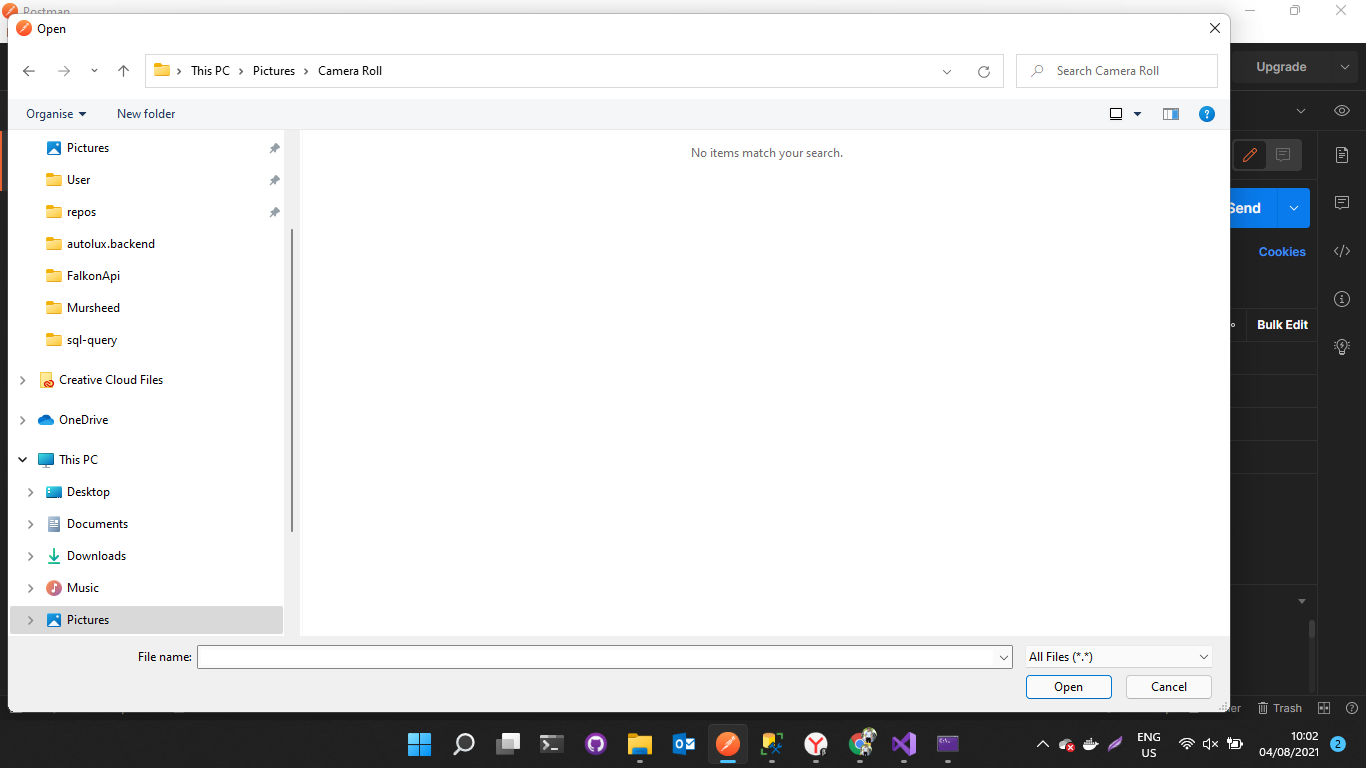 Postman
Open
This PC
Pictures
Camera Roll
Search Camera Roll
Upgrade
Organise
New folder
No items match your search.
Pictures
User
repos
autolux.backend
FalkonApi
Mursheed
sql-query
Creative Cloud Files
OneDrive
This PC
Desktop
Documents
Downloads
Music
Pictures
Send
Cookies
Bulk Edit
File name:
All Files (*.*)
Open
Cancel
Trash
ENG
US
10:02
04/08/2021
2